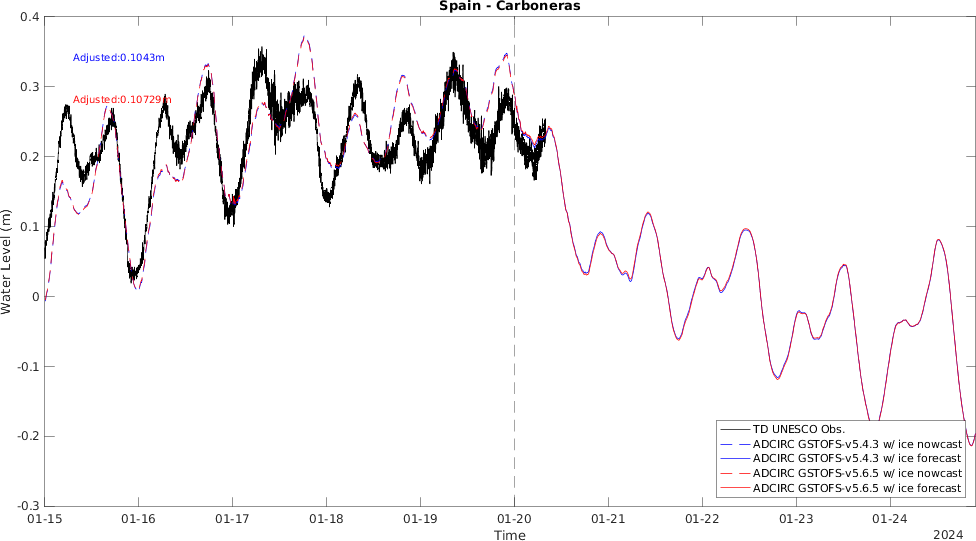 Spain - Carboneras
0.4
0.3
0.2
0.1
0
-0.1
-0.2
-0.3
Water Level (m)
Adjusted:0.1043m
Adjusted:0.10729m
TD UNESCO Obs.
ADCIRC GSTOFS-v5.4.3 w/ ice nowcast
ADCIRC GSTOFS-v5.4.3 w/ ice forecast
ADCIRC GSTOFS-v5.6.5 w/ ice nowcast
ADCIRC GSTOFS-v5.6.5 w/ ice forecast
01-15 01-16 01-17 01-18 01-19 01-20 01-21 01-22 01-23 01-24
Time
2024